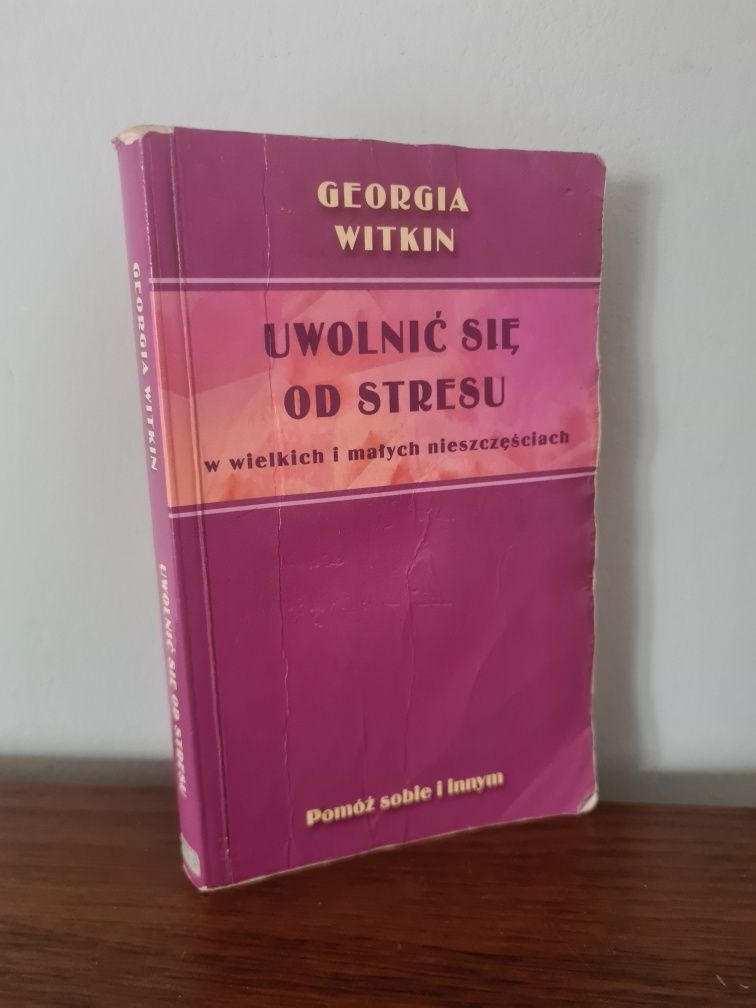 GEORGIA
WITKIN
UWOLNIĆ SIĘ
OD STRESU
w wielkich i małych nieszczęściach
Pomóż sobie i innym
GEORGIA WITKIN
UWOLNIĆ SIĘ OD STRESU